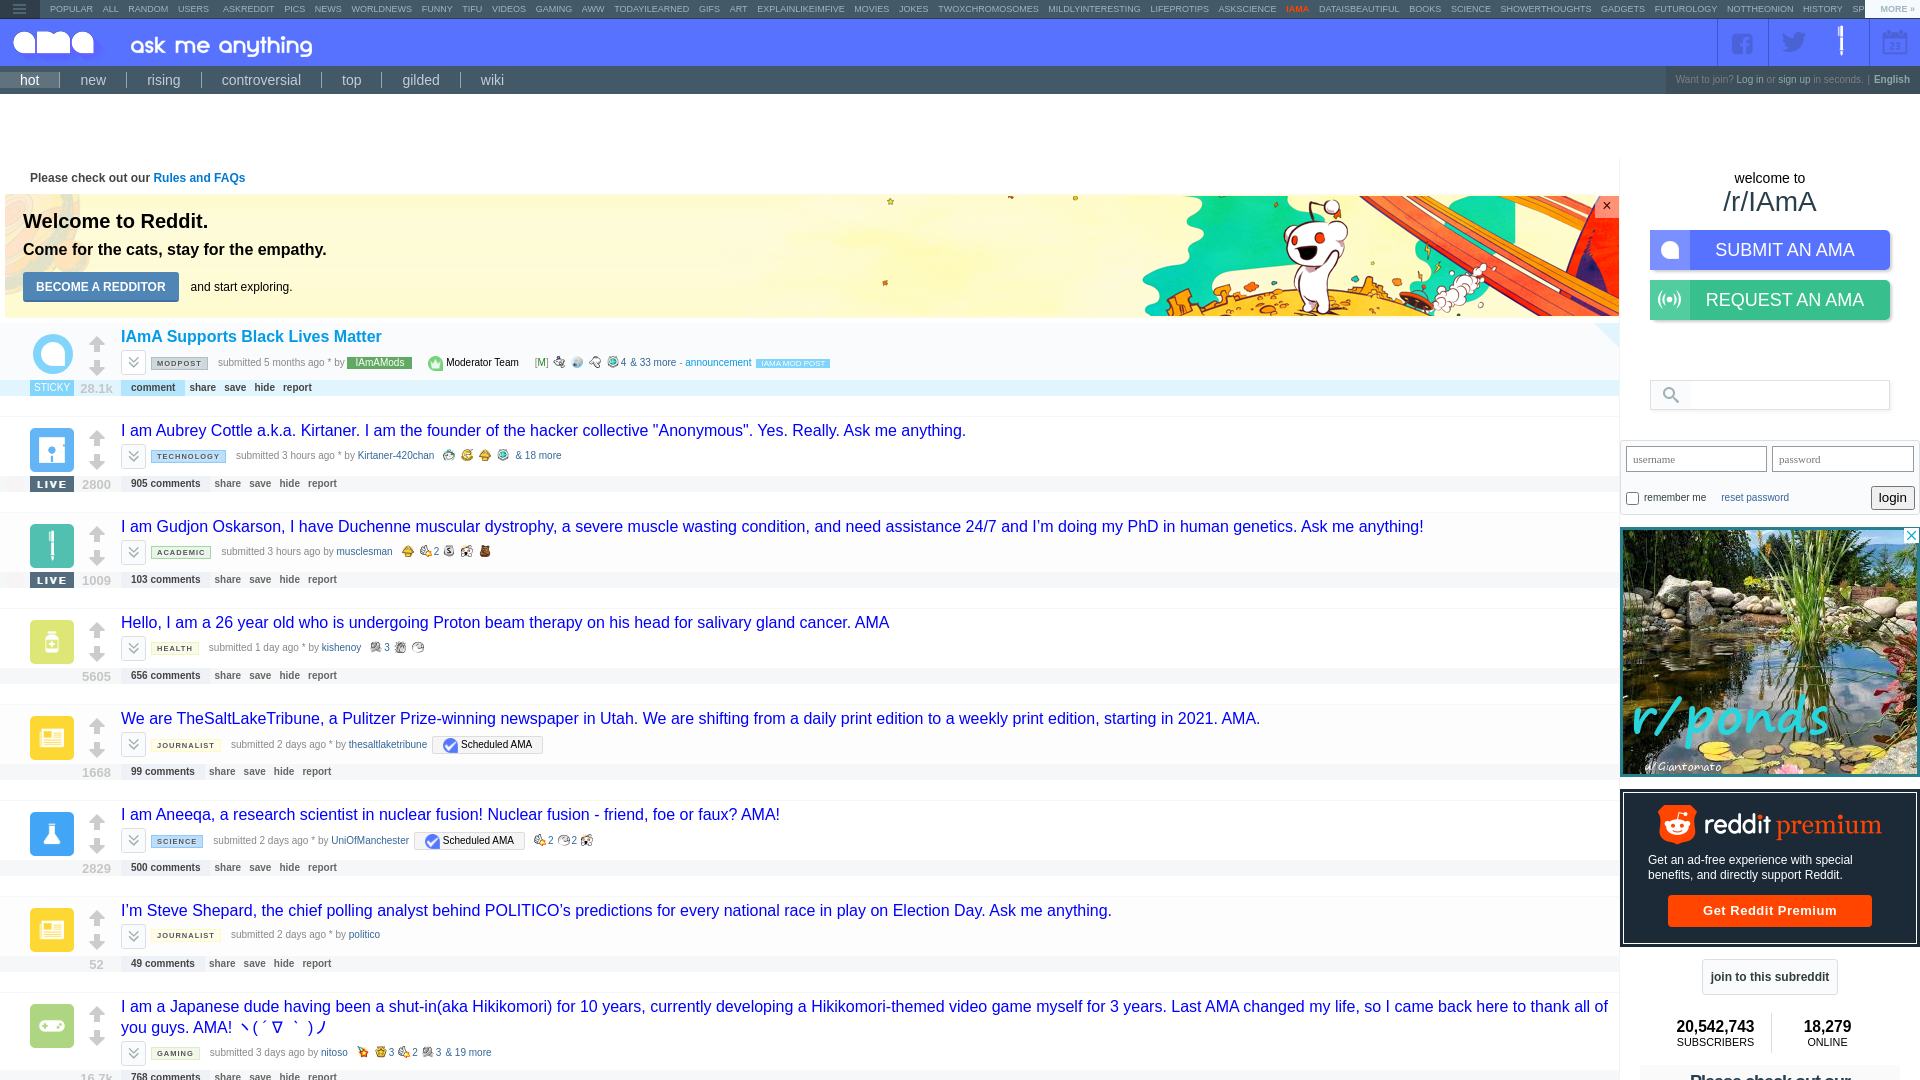 POPULAR ALL RANDOM USERS ASKREDDIT PICS NEWS WORLDNEWS FUNNY TIFU VIDEOS GAMING AWW TODAYILEARNED GIFS ART EXPLAINLIKEIMFIVE MOVIES JOKES TWOXCHROMOSOMES MILDLYINTERESTING LIFEPROTIPS ASKSCIENCE IAMA DATAISBEAUTIFUL BOOKS SCIENCE SHOWERTHOUGHTS GADGETS FUTUROLOGY NOTTHEONION HISTORY SP MORE »
ama ask me anything 23
hot new rising controversial top gilded wiki
Want to join? Log in or sign up in seconds. | English
Please check out our Rules and FAQs
Welcome to Reddit.
Come for the cats, stay for the empathy.
BECOME A REDDITOR and start exploring.
×
IAmA Supports Black Lives Matter
MODPOST submitted 5 months ago * by IAmAMods Moderator Team [M] 4 & 33 more - announcement IAMA MOD POST
STICKY 28.1k comment share save hide report
I am Aubrey Cottle a.k.a. Kirtaner. I am the founder of the hacker collective "Anonymous". Yes. Really. Ask me anything.
TECHNOLOGY submitted 3 hours ago * by Kirtaner-420chan & 18 more
LIVE 2800 905 comments share save hide report
I am Gudjon Oskarson, I have Duchenne muscular dystrophy, a severe muscle wasting condition, and need assistance 24/7 and I’m doing my PhD in human genetics. Ask me anything!
ACADEMIC submitted 3 hours ago by musclesman 2
LIVE 1009 103 comments share save hide report
Hello, I am a 26 year old who is undergoing Proton beam therapy on his head for salivary gland cancer. AMA
HEALTH submitted 1 day ago * by kishenoy 3
5605 656 comments share save hide report
We are TheSaltLakeTribune, a Pulitzer Prize-winning newspaper in Utah. We are shifting from a daily print edition to a weekly print edition, starting in 2021. AMA.
JOURNALIST submitted 2 days ago * by thesaltlaketribune Scheduled AMA
1668 99 comments share save hide report
I am Aneeqa, a research scientist in nuclear fusion! Nuclear fusion - friend, foe or faux? AMA!
SCIENCE submitted 2 days ago * by UniOfManchester Scheduled AMA 2 2
2829 500 comments share save hide report
I’m Steve Shepard, the chief polling analyst behind POLITICO’s predictions for every national race in play on Election Day. Ask me anything.
JOURNALIST submitted 2 days ago * by politico
52 49 comments share save hide report
I am a Japanese dude having been a shut-in(aka Hikikomori) for 10 years, currently developing a Hikikomori-themed video game myself for 3 years. Last AMA changed my life, so I came back here to thank all of
you guys. AMA! ヽ( ´ ∇ ｀ )ノ
GAMING submitted 3 days ago by nitoso 3 2 3 & 19 more
16.7k 768 comments share save hide report
welcome to
/r/IAmA
SUBMIT AN AMA
REQUEST AN AMA
username password
remember me reset password login
r/ponds
u/Giantomato
reddit premium
Get an ad-free experience with special
benefits, and directly support Reddit.
Get Reddit Premium
join to this subreddit
20,542,743 18,279
SUBSCRIBERS ONLINE
Please check out our